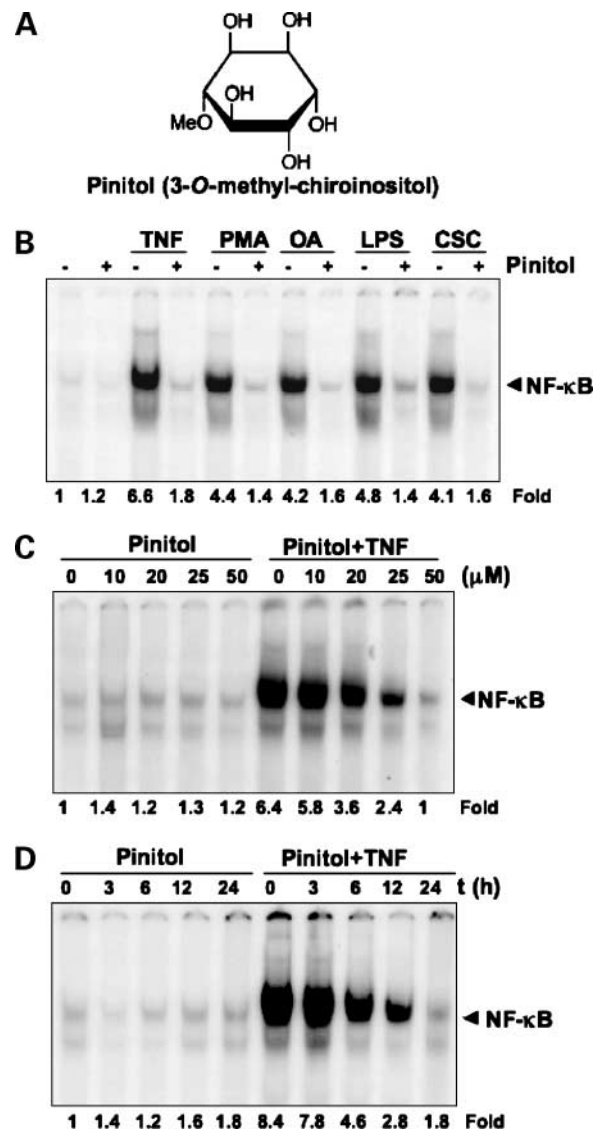 A
OH OH
OH
MeO OH
OH
Pinitol (3-O-methyl-chiroinositol)
B
TNF PMA OA LPS CSC
- + - + - + - + - + - + Pinitol
◄NF-κB
1 1.2 6.6 1.8 4.4 1.4 4.2 1.6 4.8 1.4 4.1 1.6 Fold
C
Pinitol Pinitol+TNF
0 10 20 25 50 0 10 20 25 50 (μM)
◄NF-κB
1 1.4 1.2 1.3 1.2 6.4 5.8 3.6 2.4 1 Fold
D
Pinitol Pinitol+TNF
0 3 6 12 24 0 3 6 12 24 t (h)
◄NF-κB
1 1.4 1.2 1.6 1.8 8.4 7.8 4.6 2.8 1.8 Fold